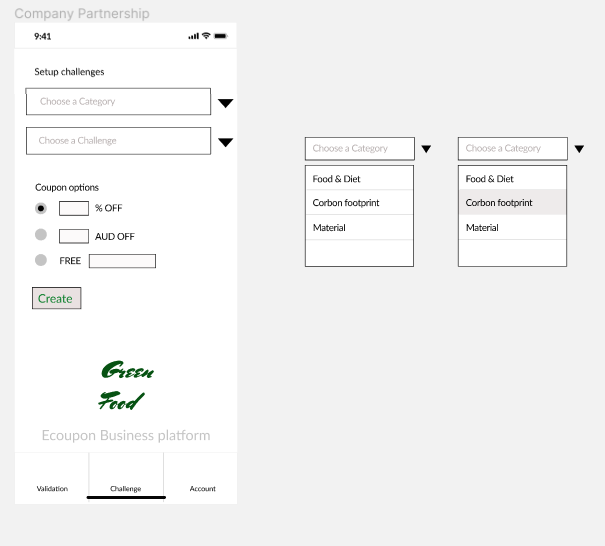 Company Partnership
9:41
Setup challenges
Choose a Category
Choose a Challenge
Coupon options
% OFF
AUD OFF
FREE
Create
Green
Food
Ecoupon Business platform
Validation
Challenge
Account
Choose a Category
Food & Diet
Corbon footprint
Material
Choose a Category
Food & Diet
Corbon footprint
Material